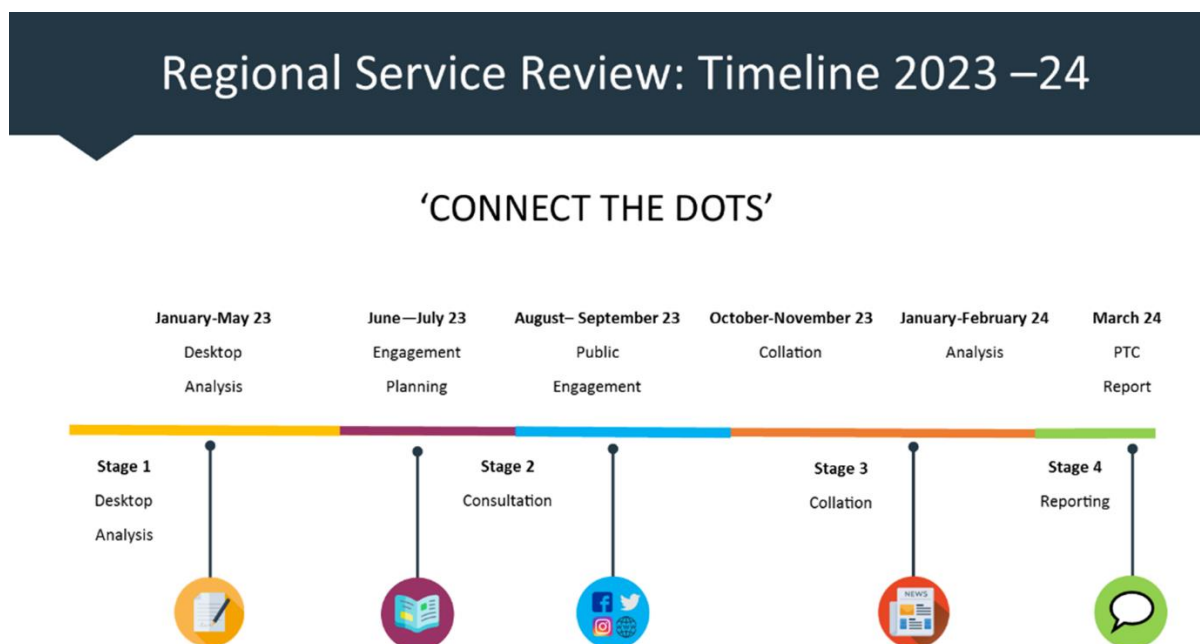 Regional Service Review: Timeline 2023 –24
‘CONNECT THE DOTS’
January-May 23
Desktop
Analysis
June—July 23
Engagement
Planning
August– September 23
Public
Engagement
October-November 23
Collation
January-February 24
Analysis
March 24
PTC
Report
Stage 1
Desktop
Analysis
Stage 2
Consultation
Stage 3
Collation
Stage 4
Reporting
NEWS